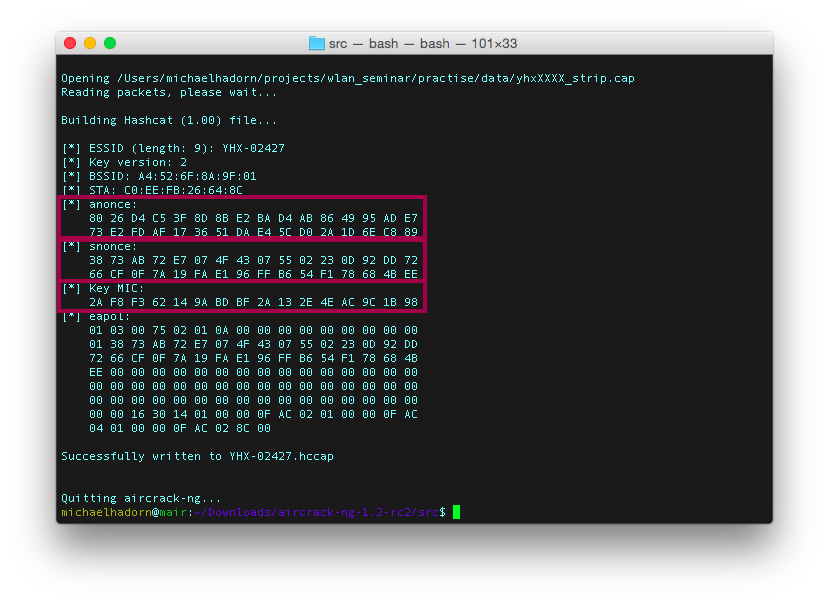 src — bash — bash — 101×33
Opening /Users/michaelhadorn/projects/wlan_seminar/practise/data/yhxXXXX_strip.cap
Reading packets, please wait...
Building Hashcat (1.00) file...
[*] ESSID (length: 9): YHX-02427
[*] Key version: 2
[*] BSSID: A4:52:6F:8A:9F:01
[*] STA: C0:EE:FB:26:64:8C
[*] anonce:
80 26 D4 C5 3F 8D 8B E2 BA D4 AB 86 49 95 AD E7
73 E2 FD AF 17 36 51 DA E4 5C D0 2A 1D 6E C8 89
[*] snonce:
38 73 AB 72 E7 07 4F 43 07 55 02 23 0D 92 DD 72
66 CF 0F 7A 19 FA E1 96 FF B6 54 F1 78 68 4B EE
[*] Key MIC:
2A F8 F3 62 14 9A BD BF 2A 13 2E 4E AC 9C 1B 98
[*] eapol:
01 03 00 75 02 01 0A 00 00 00 00 00 00 00 00 00
01 38 73 AB 72 E7 07 4F 43 07 55 02 23 0D 92 DD
72 66 CF 0F 7A 19 FA E1 96 FF B6 54 F1 78 68 4B
EE 00 00 00 00 00 00 00 00 00 00 00 00 00 00 00
00 00 00 00 00 00 00 00 00 00 00 00 00 00 00 00
00 00 00 00 00 00 00 00 00 00 00 00 00 00 00 00
00 00 16 30 14 01 00 00 0F AC 02 01 00 00 0F AC
04 01 00 00 0F AC 02 8C 00
Successfully written to YHX-02427.hccap
Quitting aircrack-ng...
michaelhadorn@mair:~/Downloads/aircrack-ng-1.2-rc2/src$